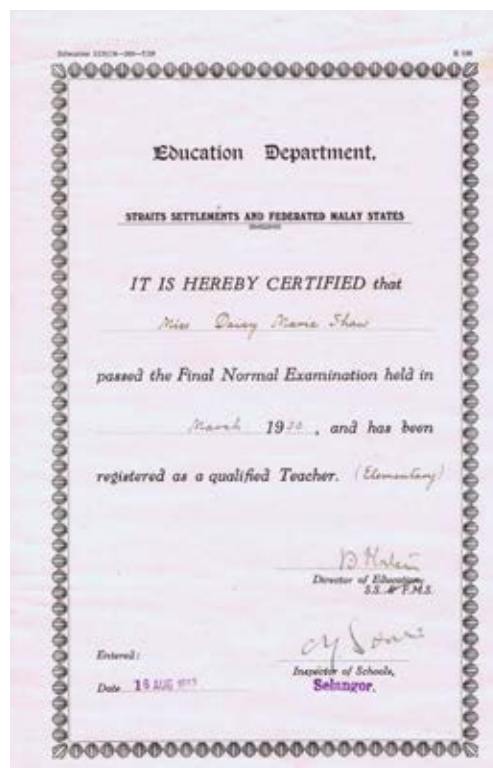 Education Department.
STRAITS SETTLEMENTS AND FEDERATED MALAY STATES
IT IS HEREBY CERTIFIED that
Miss Daisy Marie Shaw
passed the Final Normal Examination held in
March 1930, and has been
registered as a qualified Teacher. (Elementary)
Director of Education,
S.S. & F.M.S.
Entered:
Inspector of Schools,
Date 16 AUG
Selangor.